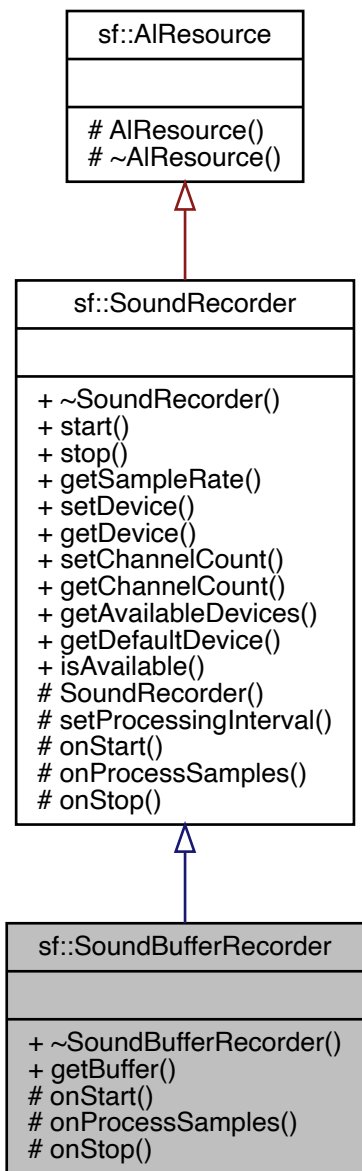 sf::AlResource
# AlResource()
# ~AlResource()
sf::SoundRecorder
+ ~SoundRecorder()
+ start()
+ stop()
+ getSampleRate()
+ setDevice()
+ getDevice()
+ setChannelCount()
+ getChannelCount()
+ getAvailableDevices()
+ getDefaultDevice()
+ isAvailable()
# SoundRecorder()
# setProcessingInterval()
# onStart()
# onProcessSamples()
# onStop()
sf::SoundBufferRecorder
+ ~SoundBufferRecorder()
+ getBuffer()
# onStart()
# onProcessSamples()
# onStop()